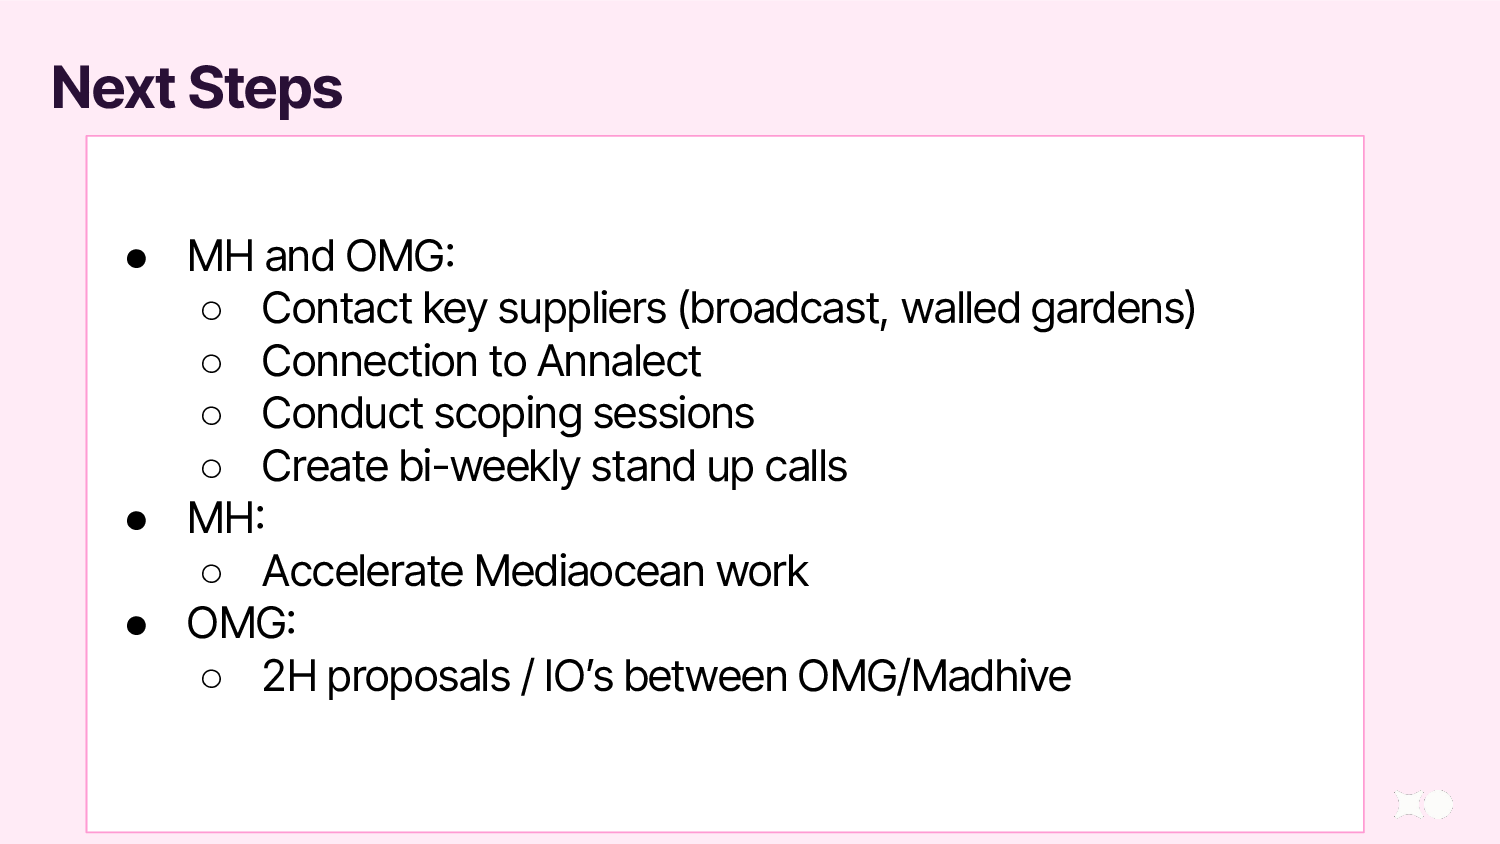 Next Steps
● MH and OMG:
○ Contact key suppliers (broadcast, walled gardens)
○ Connection to Annalect
○ Conduct scoping sessions
○ Create bi-weekly stand up calls
● MH:
○ Accelerate Mediaocean work
● OMG:
○ 2H proposals / IO’s between OMG/Madhive